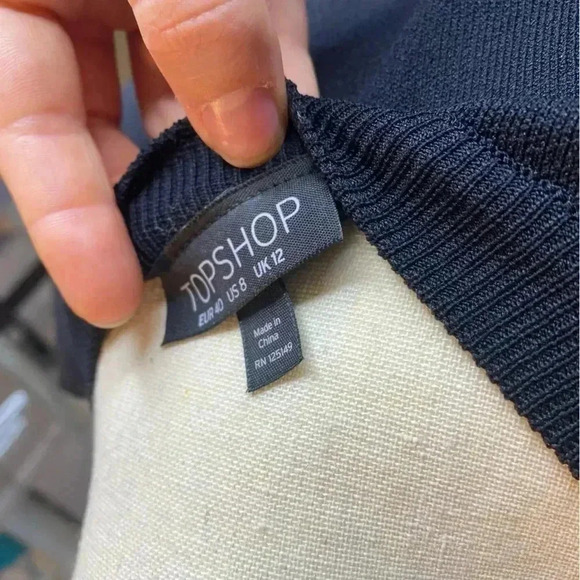 TOPSHOP
EUR 40 US 8 UK 12
Made in
China
RN 125149